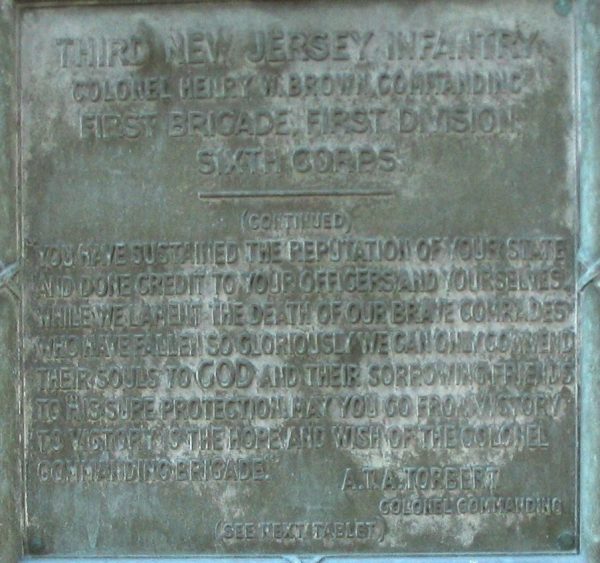 THIRD NEW JERSEY INFANTRY
COLONEL HENRY W. BROWN, COMMANDING
FIRST BRIGADE, FIRST DIVISION,
SIXTH CORPS.
(CONTINUED)
"YOU HAVE SUSTAINED THE REPUTATION OF YOUR STATE
AND DONE CREDIT TO YOUR OFFICERS AND YOURSELVES.
WHILE WE LAMENT THE DEATH OF OUR BRAVE COMRADES
WHO HAVE FALLEN SO GLORIOUSLY WE CAN ONLY COMMEND
THEIR SOULS TO GOD AND THEIR SORROWING FRIENDS
TO HIS SURE PROTECTION. MAY YOU GO FROM VICTORY
TO VICTORY IS THE HOPE AND WISH OF THE COLONEL
COMMANDING BRIGADE."
A.T.A. TORBERT
COLONEL COMMANDING
(SEE NEXT TABLET)